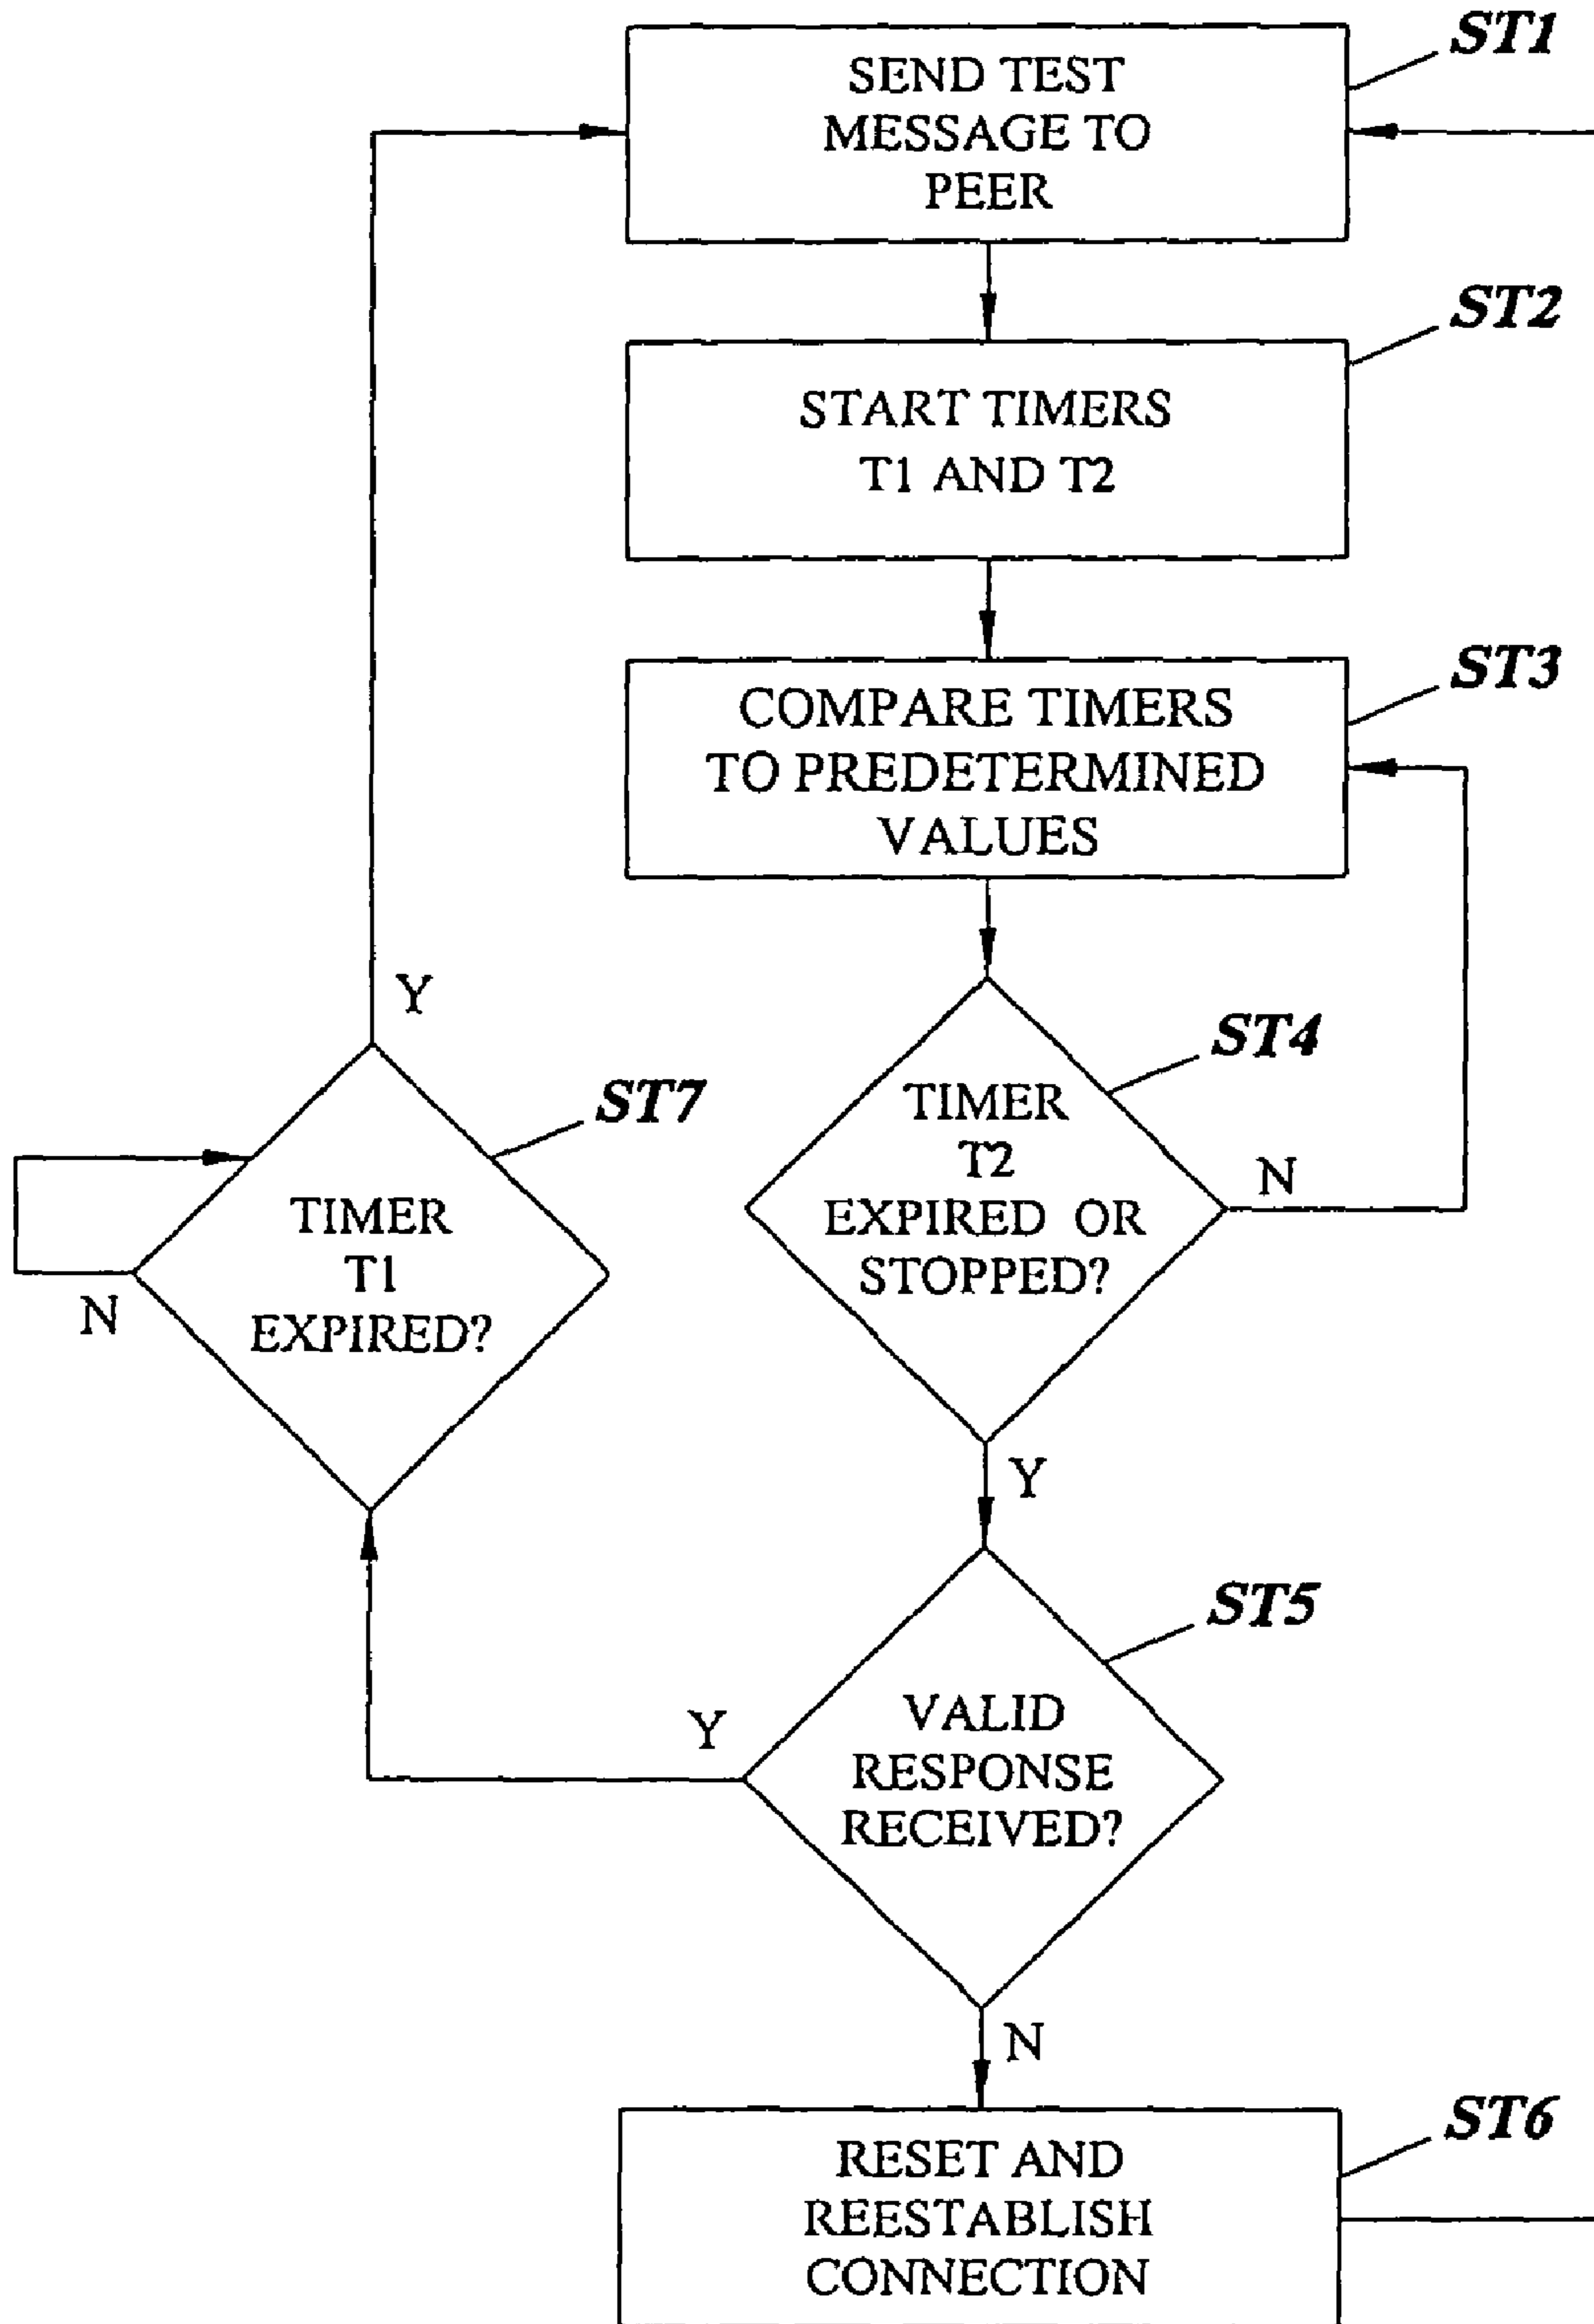 ST1
SEND TEST
MESSAGE TO
PEER
ST2
START TIMERS
T1 AND T2
ST3
COMPARE TIMERS
TO PREDETERMINED
VALUES
Y
ST4
TIMER
T2
EXPIRED OR
STOPPED?
N
ST7
TIMER
T1
EXPIRED?
N
Y
ST5
VALID
RESPONSE
RECEIVED?
Y
N
ST6
RESET AND
REESTABLISH
CONNECTION